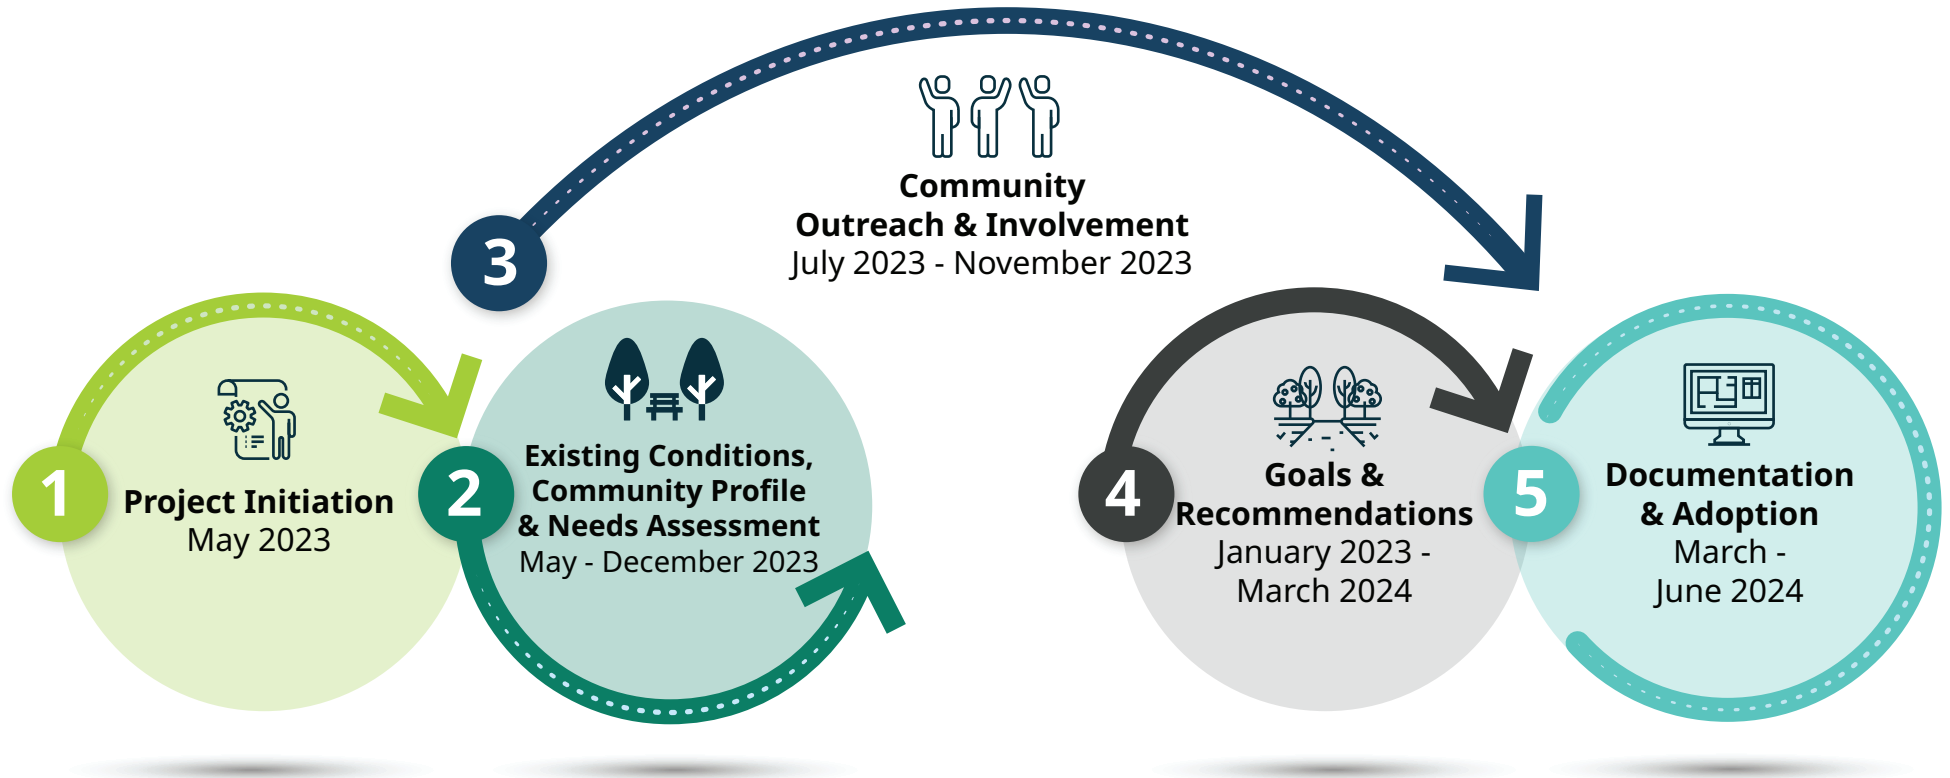 1
Project Initiation
May 2023
2
Existing Conditions,
Community Profile
& Needs Assessment
May - December 2023
3
Community
Outreach & Involvement
July 2023 - November 2023
4
Goals &
Recommendations
January 2023 -
March 2024
5
Documentation
& Adoption
March -
June 2024